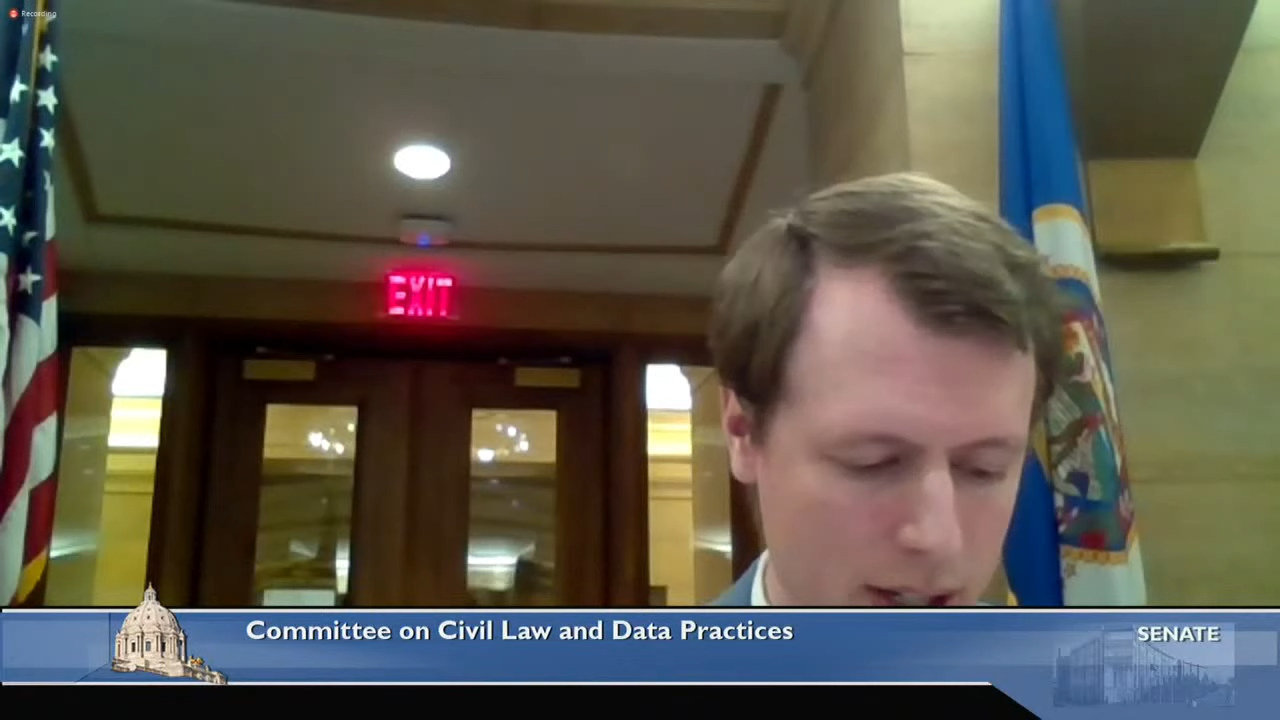 Recording
EXIT
Committee on Civil Law and Data Practices
SENATE